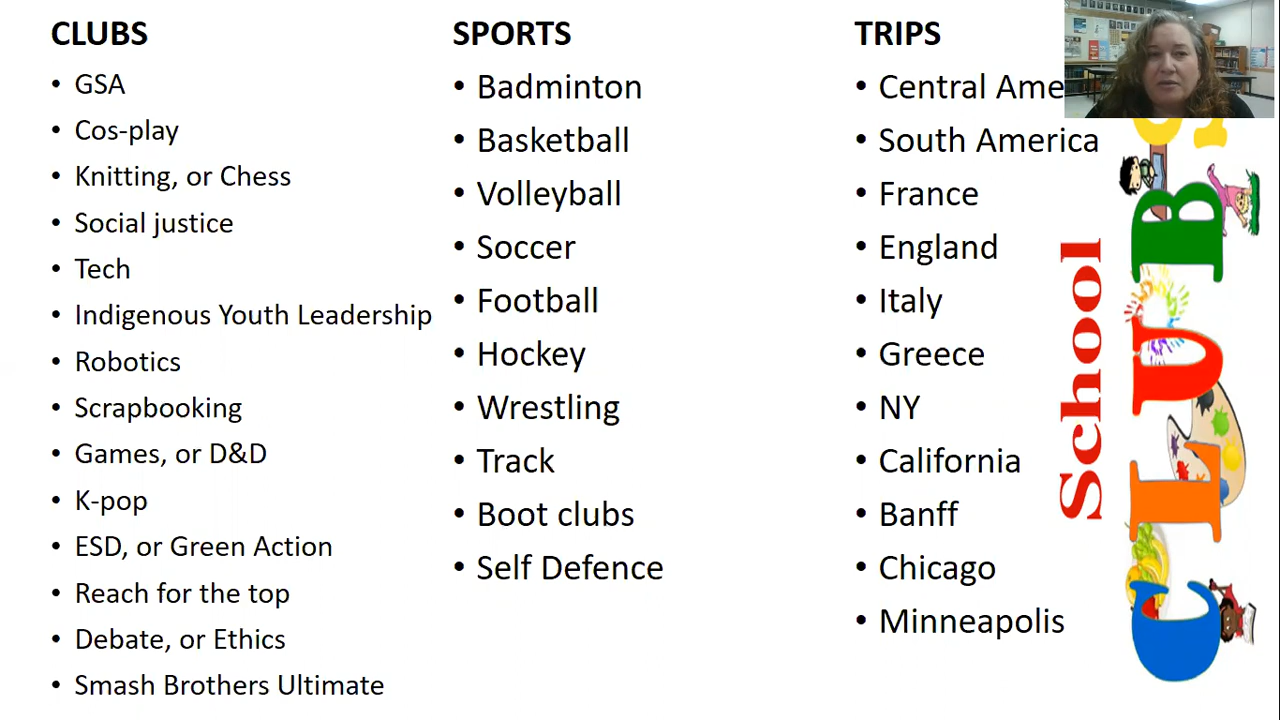 CLUBS
• GSA
• Cos-play
• Knitting, or Chess
• Social justice
• Tech
• Indigenous Youth Leadership
• Robotics
• Scrapbooking
• Games, or D&D
• K-pop
• ESD, or Green Action
• Reach for the top
• Debate, or Ethics
• Smash Brothers Ultimate
SPORTS
• Badminton
• Basketball
• Volleyball
• Soccer
• Football
• Hockey
• Wrestling
• Track
• Boot clubs
• Self Defence
TRIPS
• Central Ame
• South America
• France
• England
• Italy
• Greece
• NY
• California
• Banff
• Chicago
• Minneapolis
School
CLUB